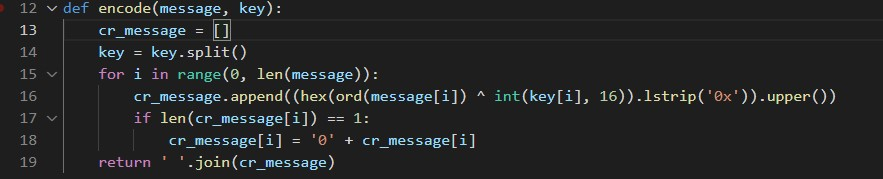 12 def encode(message, key):
13     cr_message = []
14     key = key.split()
15     for i in range(0, len(message)):
16         cr_message.append((hex(ord(message[i]) ^ int(key[i], 16)).lstrip('0x')).upper())
17         if len(cr_message[i]) == 1:
18             cr_message[i] = '0' + cr_message[i]
19     return ' '.join(cr_message)